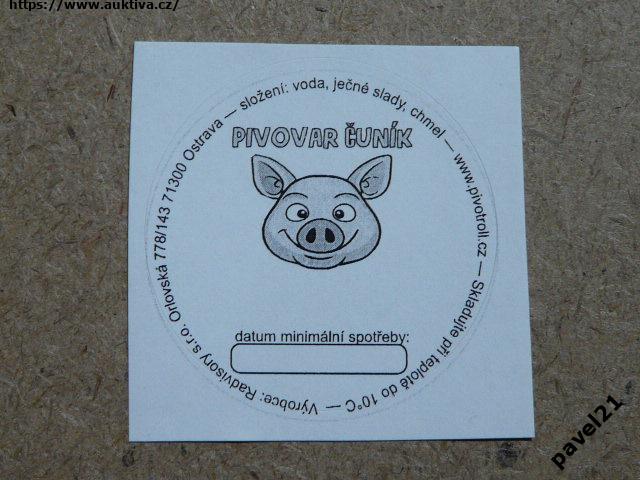 https://www.auktiva.cz/
Výrobce: Radvisory s.r.o. Orlovská 778/143 71300 Ostrava — složení: voda, ječné slady, chmel — www.pivotroll.cz — Skladujte při teplotě do 10°C —
PIVOVAR ČUNÍK
datum minimální spotřeby:
pavel21